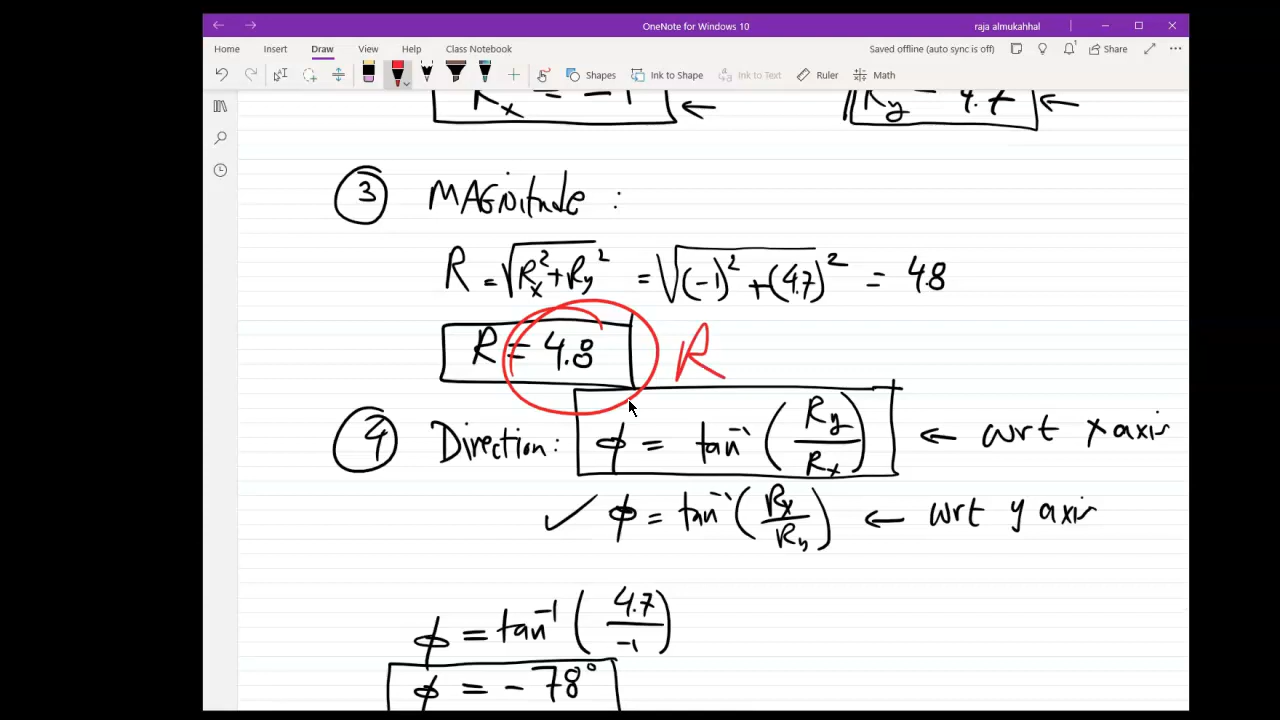 OneNote for Windows 10
raja almukahhal
Home Insert Draw View Help Class Notebook
Saved offline (auto sync is off)
Share
Shapes Ink to Shape Ink to Text Ruler Math
Rx = -1 ← Ry = 4.7 ←
③ MAGnitude :
R = √Rx² + Ry² = √(-1)² + (4.7)² = 4.8
R = 4.8 R
④ Direction: ϕ = tan⁻¹ (Ry/Rx) ← wrt x axis
✓ ϕ = tan⁻¹ (Rx/Ry) ← wrt y axis
ϕ = tan⁻¹ (4.7/-1)
ϕ = -78°